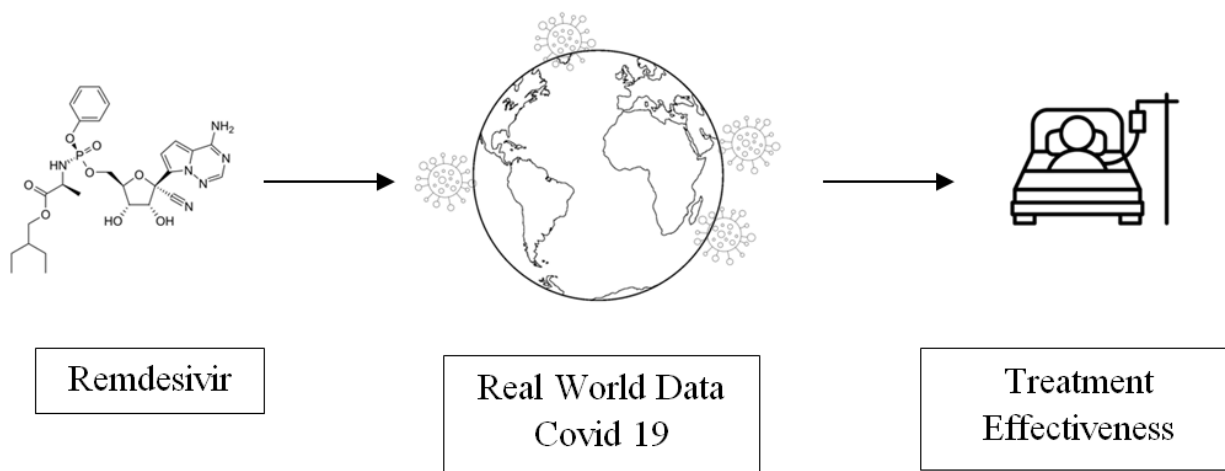 O
O
P
O
HN
O
O
O
O
NH₂
N
N
N
N
HO
OH
Remdesivir
Real World Data
Covid 19
Treatment
Effectiveness